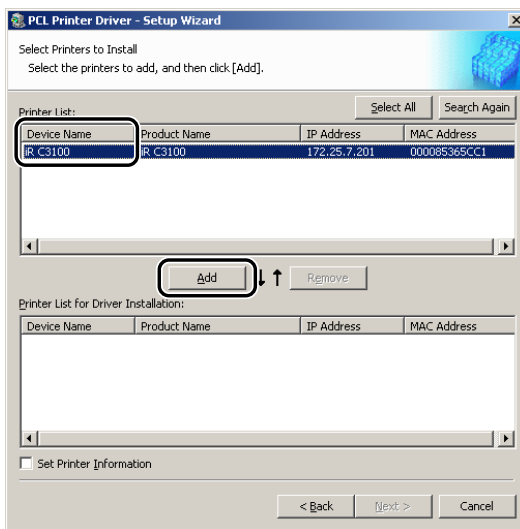 PCL Printer Driver - Setup Wizard
Select Printers to Install
Select the printers to add, and then click [Add].
Printer List:
Select All
Search Again
Device Name Product Name IP Address MAC Address
iR C3100 iR C3100 172.25.7.201 000085365CC1
Add
Remove
Printer List for Driver Installation:
Device Name Product Name IP Address MAC Address
Set Printer Information
< Back Next > Cancel